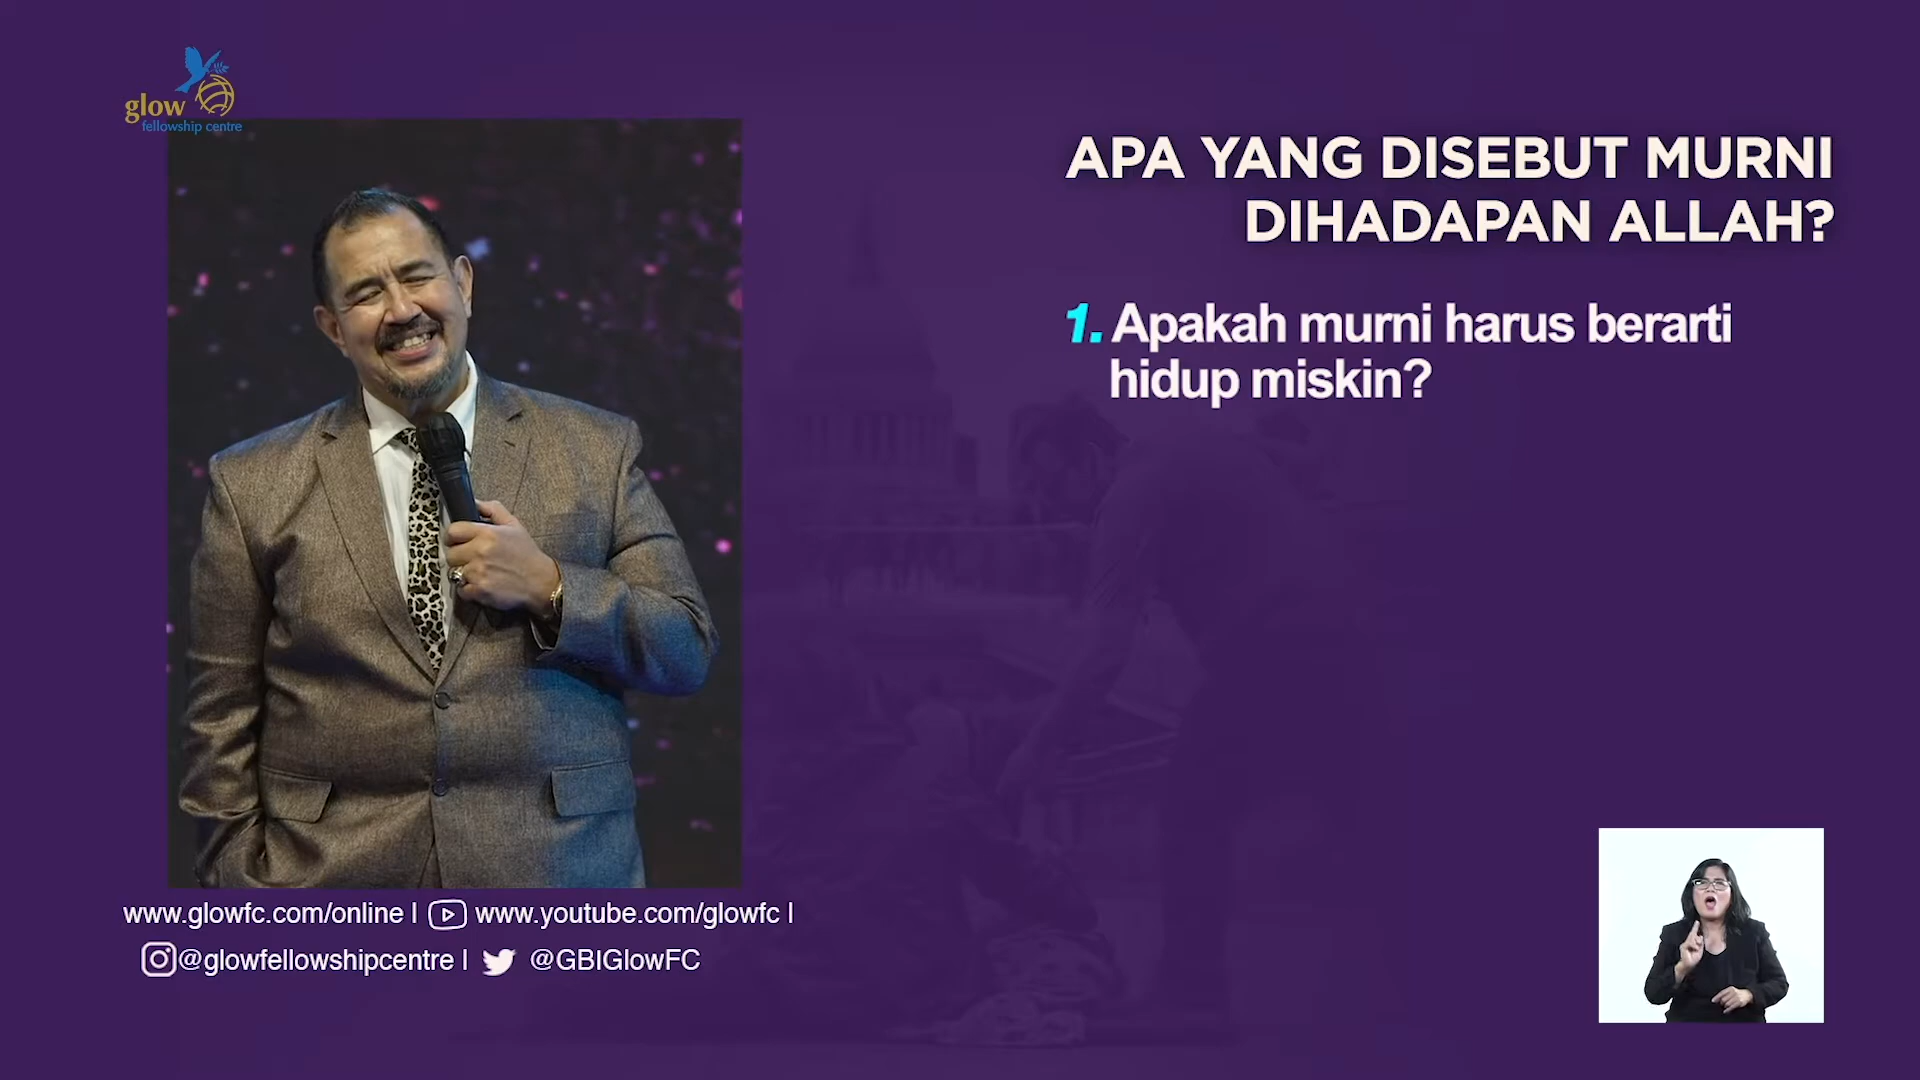 glow
fellowship centre
APA YANG DISEBUT MURNI
DIHADAPAN ALLAH?
1. Apakah murni harus berarti
hidup miskin?
www.glowfc.com/online | www.youtube.com/glowfc |
@glowfellowshipcentre | @GBIGlowFC